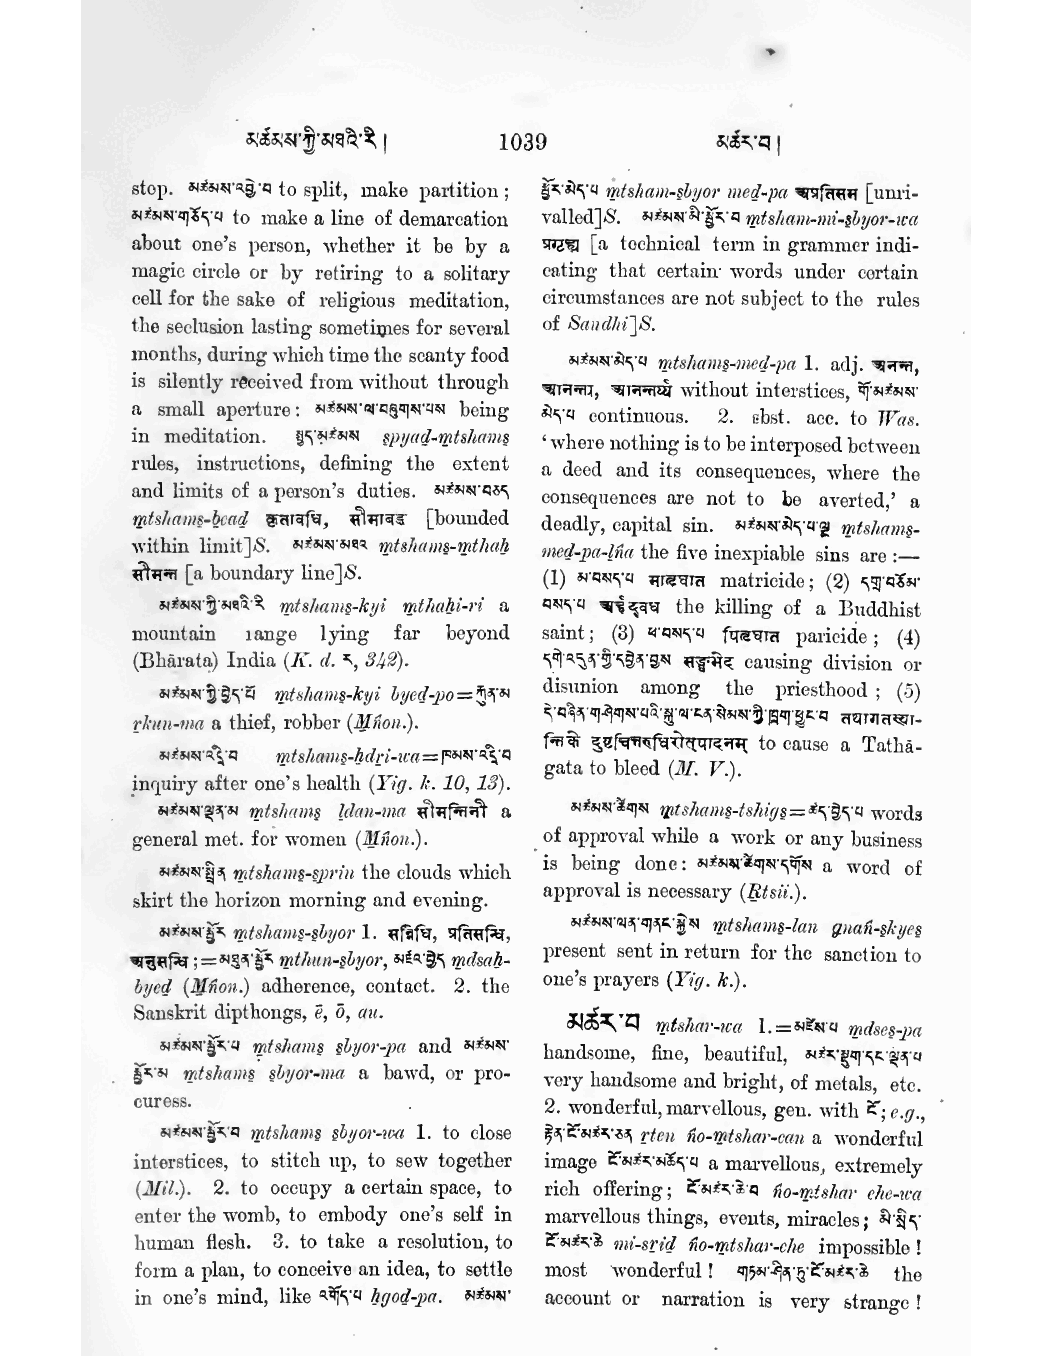 མཚམས་ཀྱི་མཐའི་རི།
1039
མཚར་བ།
stop. མཚམས་འབྱེ་བ to split, make partition;
མཚམས་གཅོད་པ to make a line of demarcation
about one's person, whether it be by a
magic circle or by retiring to a solitary
cell for the sake of religious meditation,
the seclusion lasting sometimes for several
months, during which time the scanty food
is silently received from without through
a small aperture: མཚམས་ལ་བཞུགས་པས being
in meditation. སྤྱད་མཚམས spyad-mtshams
rules, instructions, defining the extent
and limits of a person's duties. མཚམས་བཅད
mtshams-bcad कृतावधि, सीमावड [bounded
within limit]S. མཚམས་མཐའ mtshams-mthaḥ
सीमन्त [a boundary line]S.
མཚམས་ཀྱི་མཐའི་རི mtshams-kyi mthaḥi-ri a
mountain range lying far beyond
(Bhārata) India (K. d. ར, 342).
མཚམས་ཀྱི་བྱེད་པོ mtshams-kyi byed-po=རྐུན་མ
rkun-ma a thief, robber (Mñon.).
མཚམས་འདྲི་བ mtshams-ḥdri-wa=ཁམས་འདྲི་བ
inquiry after one's health (Yig. k. 10, 13).
མཚམས་ལྡན་མ mtshams ldan-ma सीमन्तिनी a
general met. for women (Mñon.).
མཚམས་སྤྲིན mtshams-sprin the clouds which
skirt the horizon morning and evening.
མཚམས་སྦྱོར mtshams-sbyor 1. सन्निधि, प्रतिसन्धि,
अनुसन्धि;=མཐུན་སྦྱོར mthun-sbyor, མཛའ་བྱེད mdsaḥ-
byed (Mñon.) adherence, contact. 2. the
Sanskrit dipthongs, ē, ō, au.
མཚམས་སྦྱོར་པ mtshams sbyor-pa and མཚམས་
སྦྱོར་མ mtshams sbyor-ma a bawd, or pro-
curess.
མཚམས་སྦྱོར་བ mtshams sbyor-wa 1. to close
interstices, to stitch up, to sew together
(Mil.). 2. to occupy a certain space, to
enter the womb, to embody one's self in
human flesh. 3. to take a resolution, to
form a plan, to conceive an idea, to settle
in one's mind, like འགོད་པ ḥgod-pa. མཚམས་
སྦྱོར་མེད་པ mtsham-sbyor med-pa अप्रतिसम [unri-
valled]S. མཚམས་མི་སྦྱོར་བ mtsham-mi-sbyor-wa
प्रगृह्य [a technical term in grammer indi-
cating that certain words under certain
circumstances are not subject to the rules
of Sandhi]S.
མཚམས་མེད་པ mtshams-med-pa 1. adj. अनन्त,
आनन्तर, आनन्तर्य्य without interstices, གོ་མཚམས་
མེད་པ continuous. 2. sbst. acc. to Was.
‘where nothing is to be interposed between
a deed and its consequences, where the
consequences are not to be averted,’ a
deadly, capital sin. མཚམས་མེད་པ་ལྔ mtshams-
med-pa-lña the five inexpiable sins are :—
(1) མ་བསད་པ मातृघात matricide; (2) དགྲ་བཅོམ་
བསད་པ अर्हद्वध the killing of a Buddhist
saint; (3) ཕ་བསད་པ पितृघात paricide; (4)
དགེ་འདུན་གྱི་དབྱེན་བྱས सङ्घभेद causing division or
disunion among the priesthood; (5)
དེ་བཞིན་གཤེགས་པའི་སྐུ་ལ་ངན་སེམས་ཀྱི་ཁྲག་ཕྱུང་བ तथागतस्या-
न्तिके दुष्टचित्तरुधिरोत्पादनम् to cause a Tathā-
gata to bleed (M. V.).
མཚམས་ཚིགས mtshams-tshigs=ཚད་བྱེད་པ words
of approval while a work or any business
is being done: མཚམས་ཚིགས་དགོས a word of
approval is necessary (Rtsii.).
མཚམས་ལན་གནང་སྐྱེས mtshams-lan gnañ-skyes
present sent in return for the sanction to
one's prayers (Yig. k.).
མཚར་བ mtshar-wa 1.=མཛེས་པ mdses-pa
handsome, fine, beautiful, མཚར་སྡུག་དང་ལྡན་པ
very handsome and bright, of metals, etc.
2. wonderful, marvellous, gen. with ངོ; e.g.,
རྟེན་ངོ་མཚར་ཅན rten ño-mtshar-can a wonderful
image ངོ་མཚར་མཆོད་པ a marvellous, extremely
rich offering; ངོ་མཚར་ཆེ་བ ño-mtshar che-wa
marvellous things, events, miracles; མི་སྲིད་
ངོ་མཚར་ཆེ mi-srid ño-mtshar-che impossible!
most wonderful! གཏམ་ཤིན་ཏུ་ངོ་མཚར་ཆེ the
account or narration is very strange!